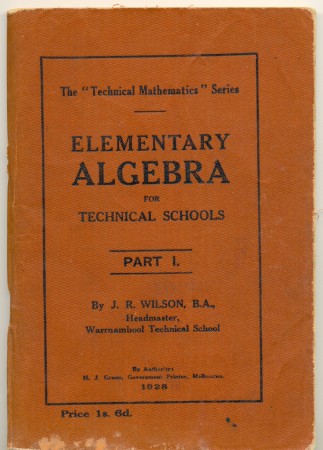 The "Technical Mathematics" Series
ELEMENTARY
ALGEBRA
FOR
TECHNICAL SCHOOLS
PART I.
By J. R. WILSON, B.A.,
Headmaster,
Warrnambool Technical School
By Authority:
H. J. Green, Government Printer, Melbourne.
1928
Price 1s. 6d.